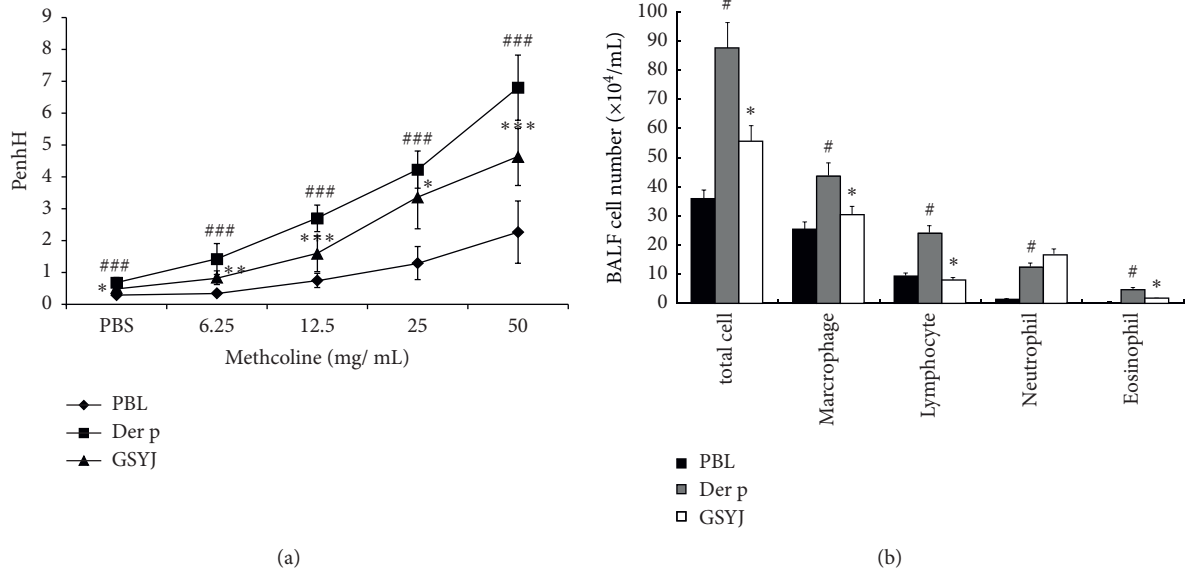 PenhH
9
8
7
6
5
4
3
2
1
0
###
###
###
###
###
*
**
***
*
***
PBS 6.25 12.5 25 50
Methcoline (mg/ mL)
PBL
Der p
GSYJ
(a)
BALF cell number (×10⁴/mL)
100
90
80
70
60
50
40
30
20
10
0
#
*
#
*
#
*
#
#
*
total cell
Marcrophage
Lymphocyte
Neutrophil
Eosinophil
PBL
Der p
GSYJ
(b)